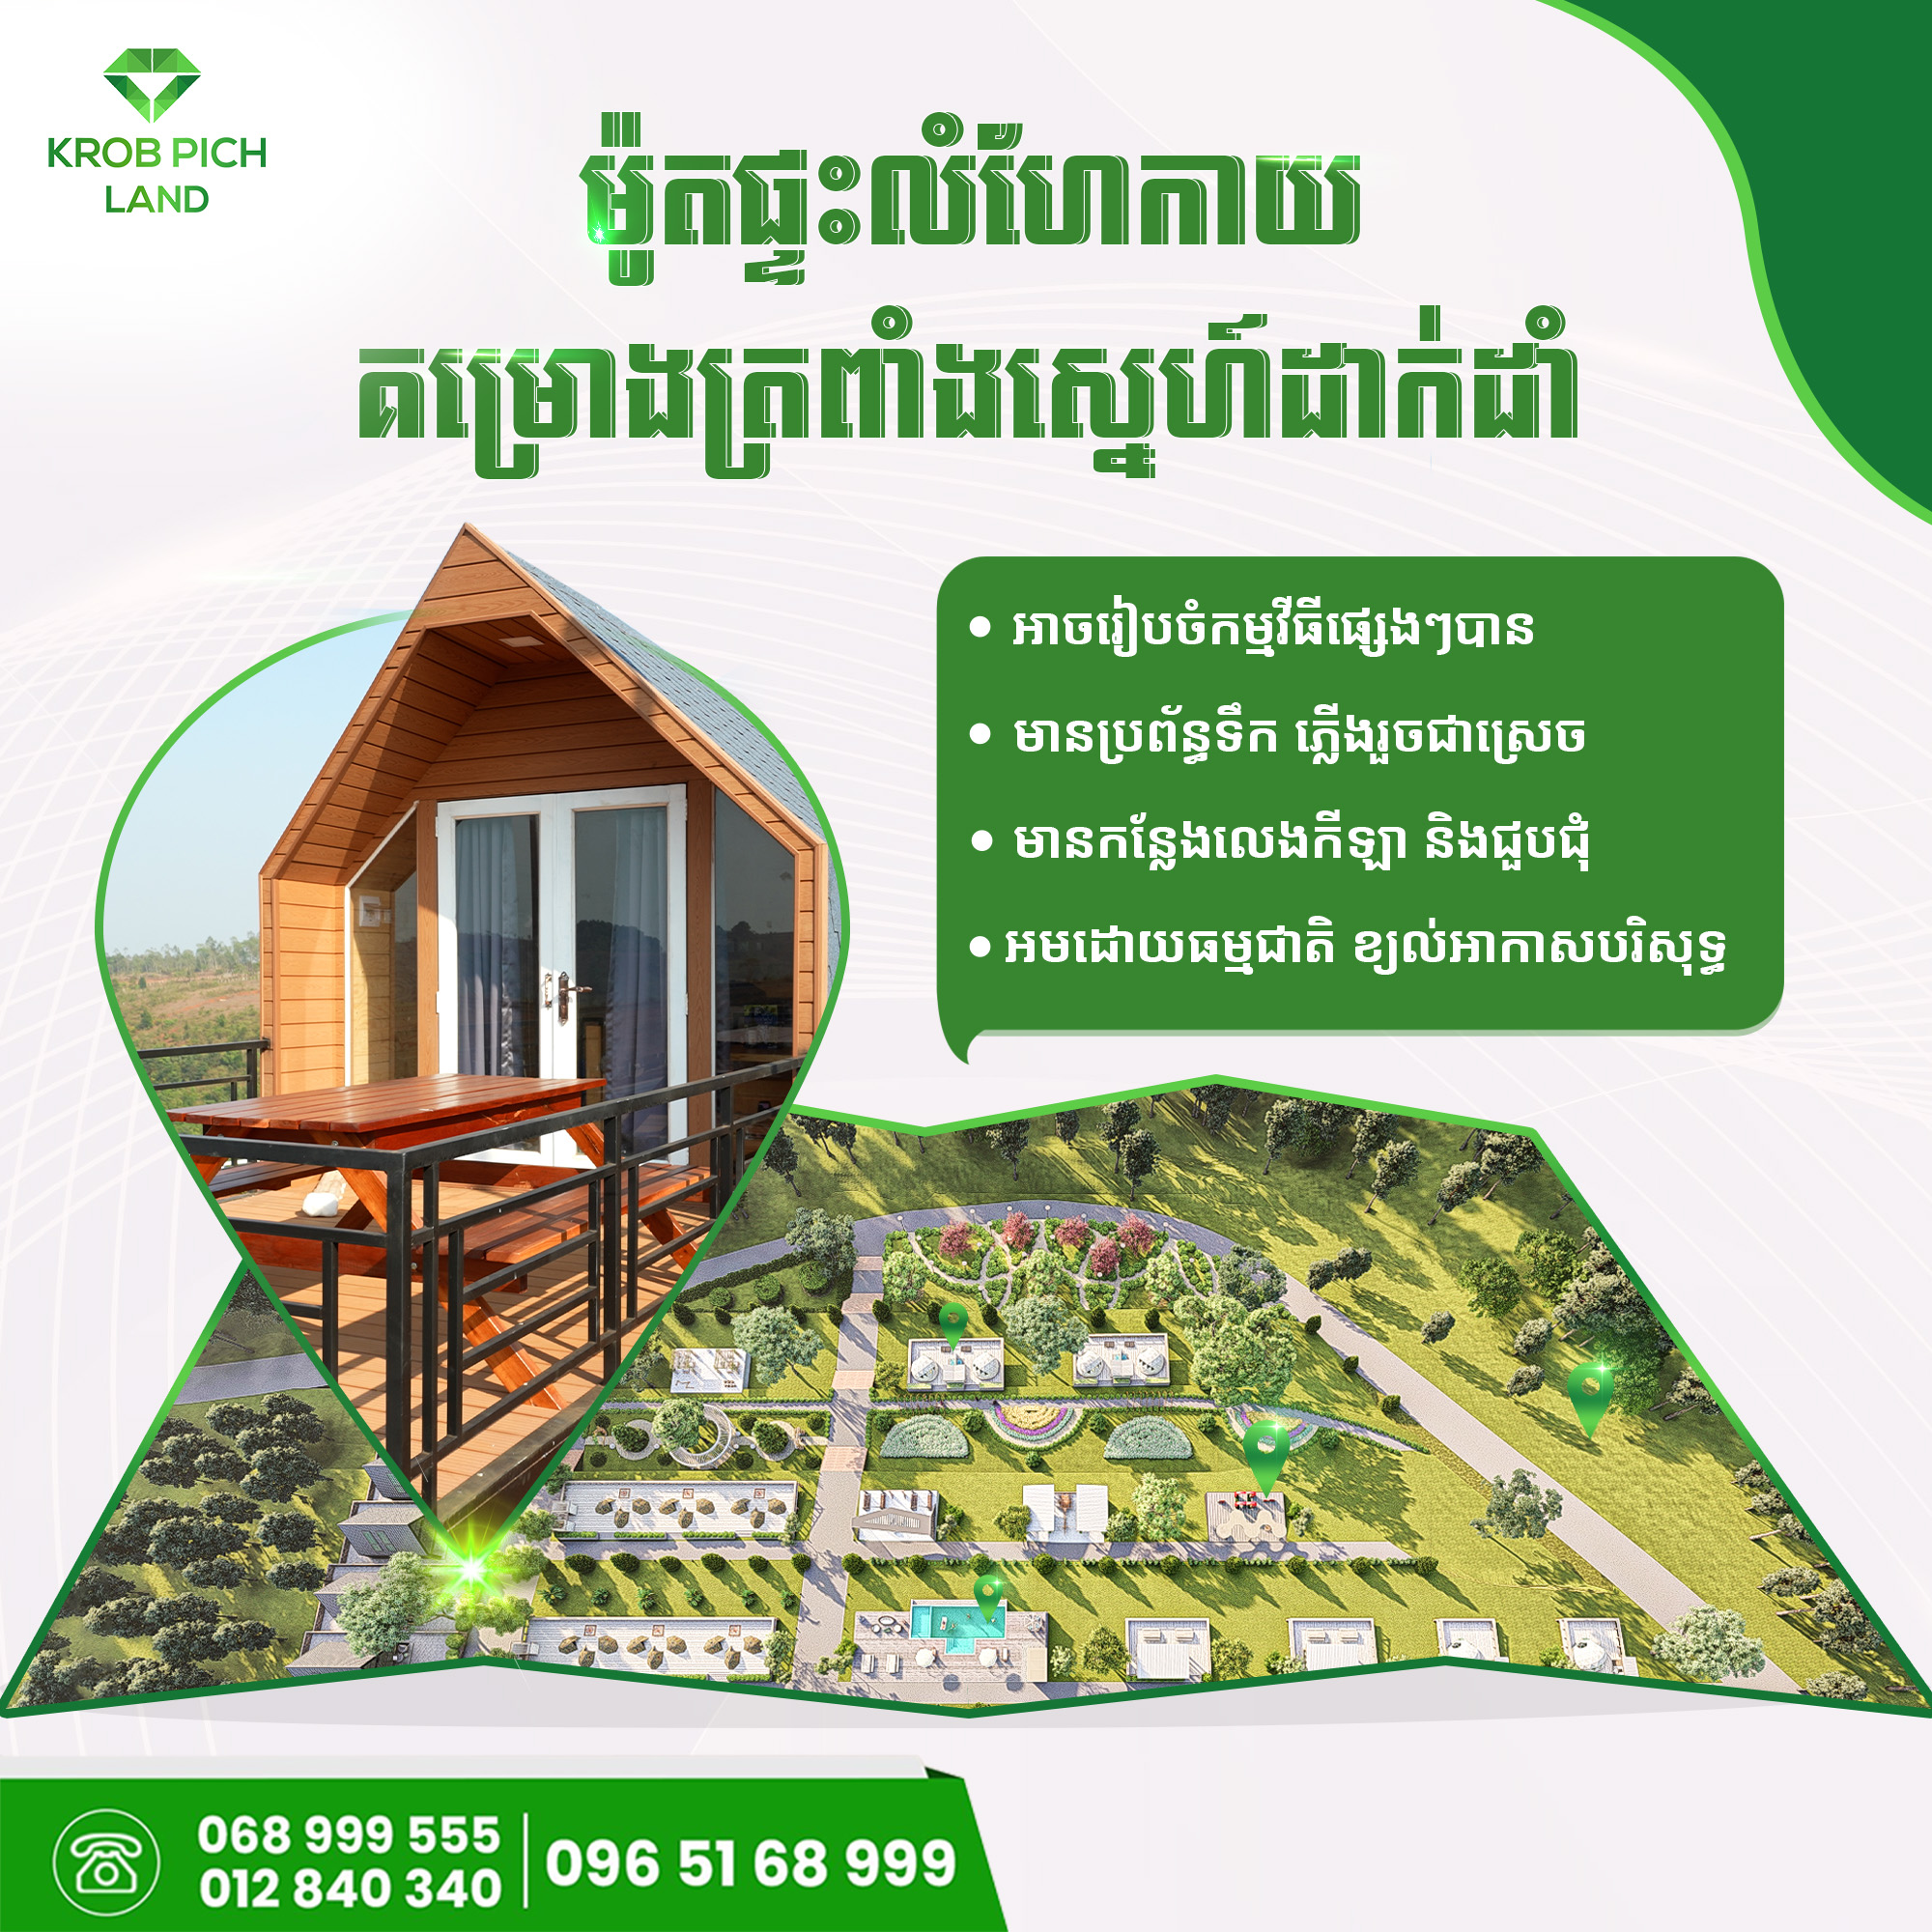 KROB PICH
LAND
ម៉ូតផ្ទះលំហែកាយ
គម្រោងត្រពាំងស្នេហ៍ដាក់ដាំ
• អាចរៀបចំកម្មវីធីផ្សេងៗបាន
• មានប្រព័ន្ធទឹក ភ្លើងរួចជាស្រេច
• មានកន្លែងលេងកីឡា និងជួបជុំ
• អមដោយធម្មជាតិ ខ្យល់អាកាសបរិសុទ្ធ
068 999 555
012 840 340
096 51 68 999